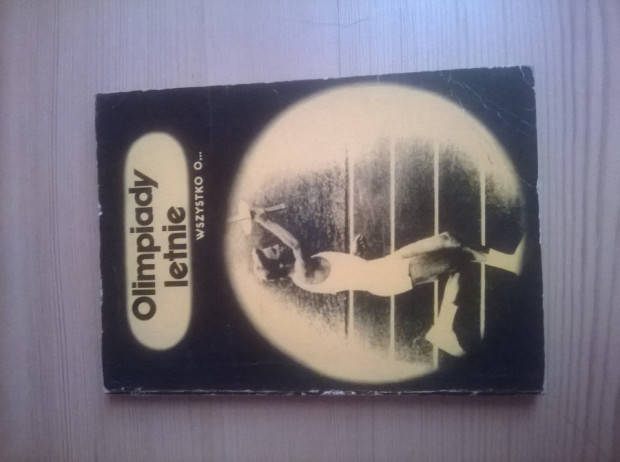 Olimpiady
letnie
WSZYSTKO O...